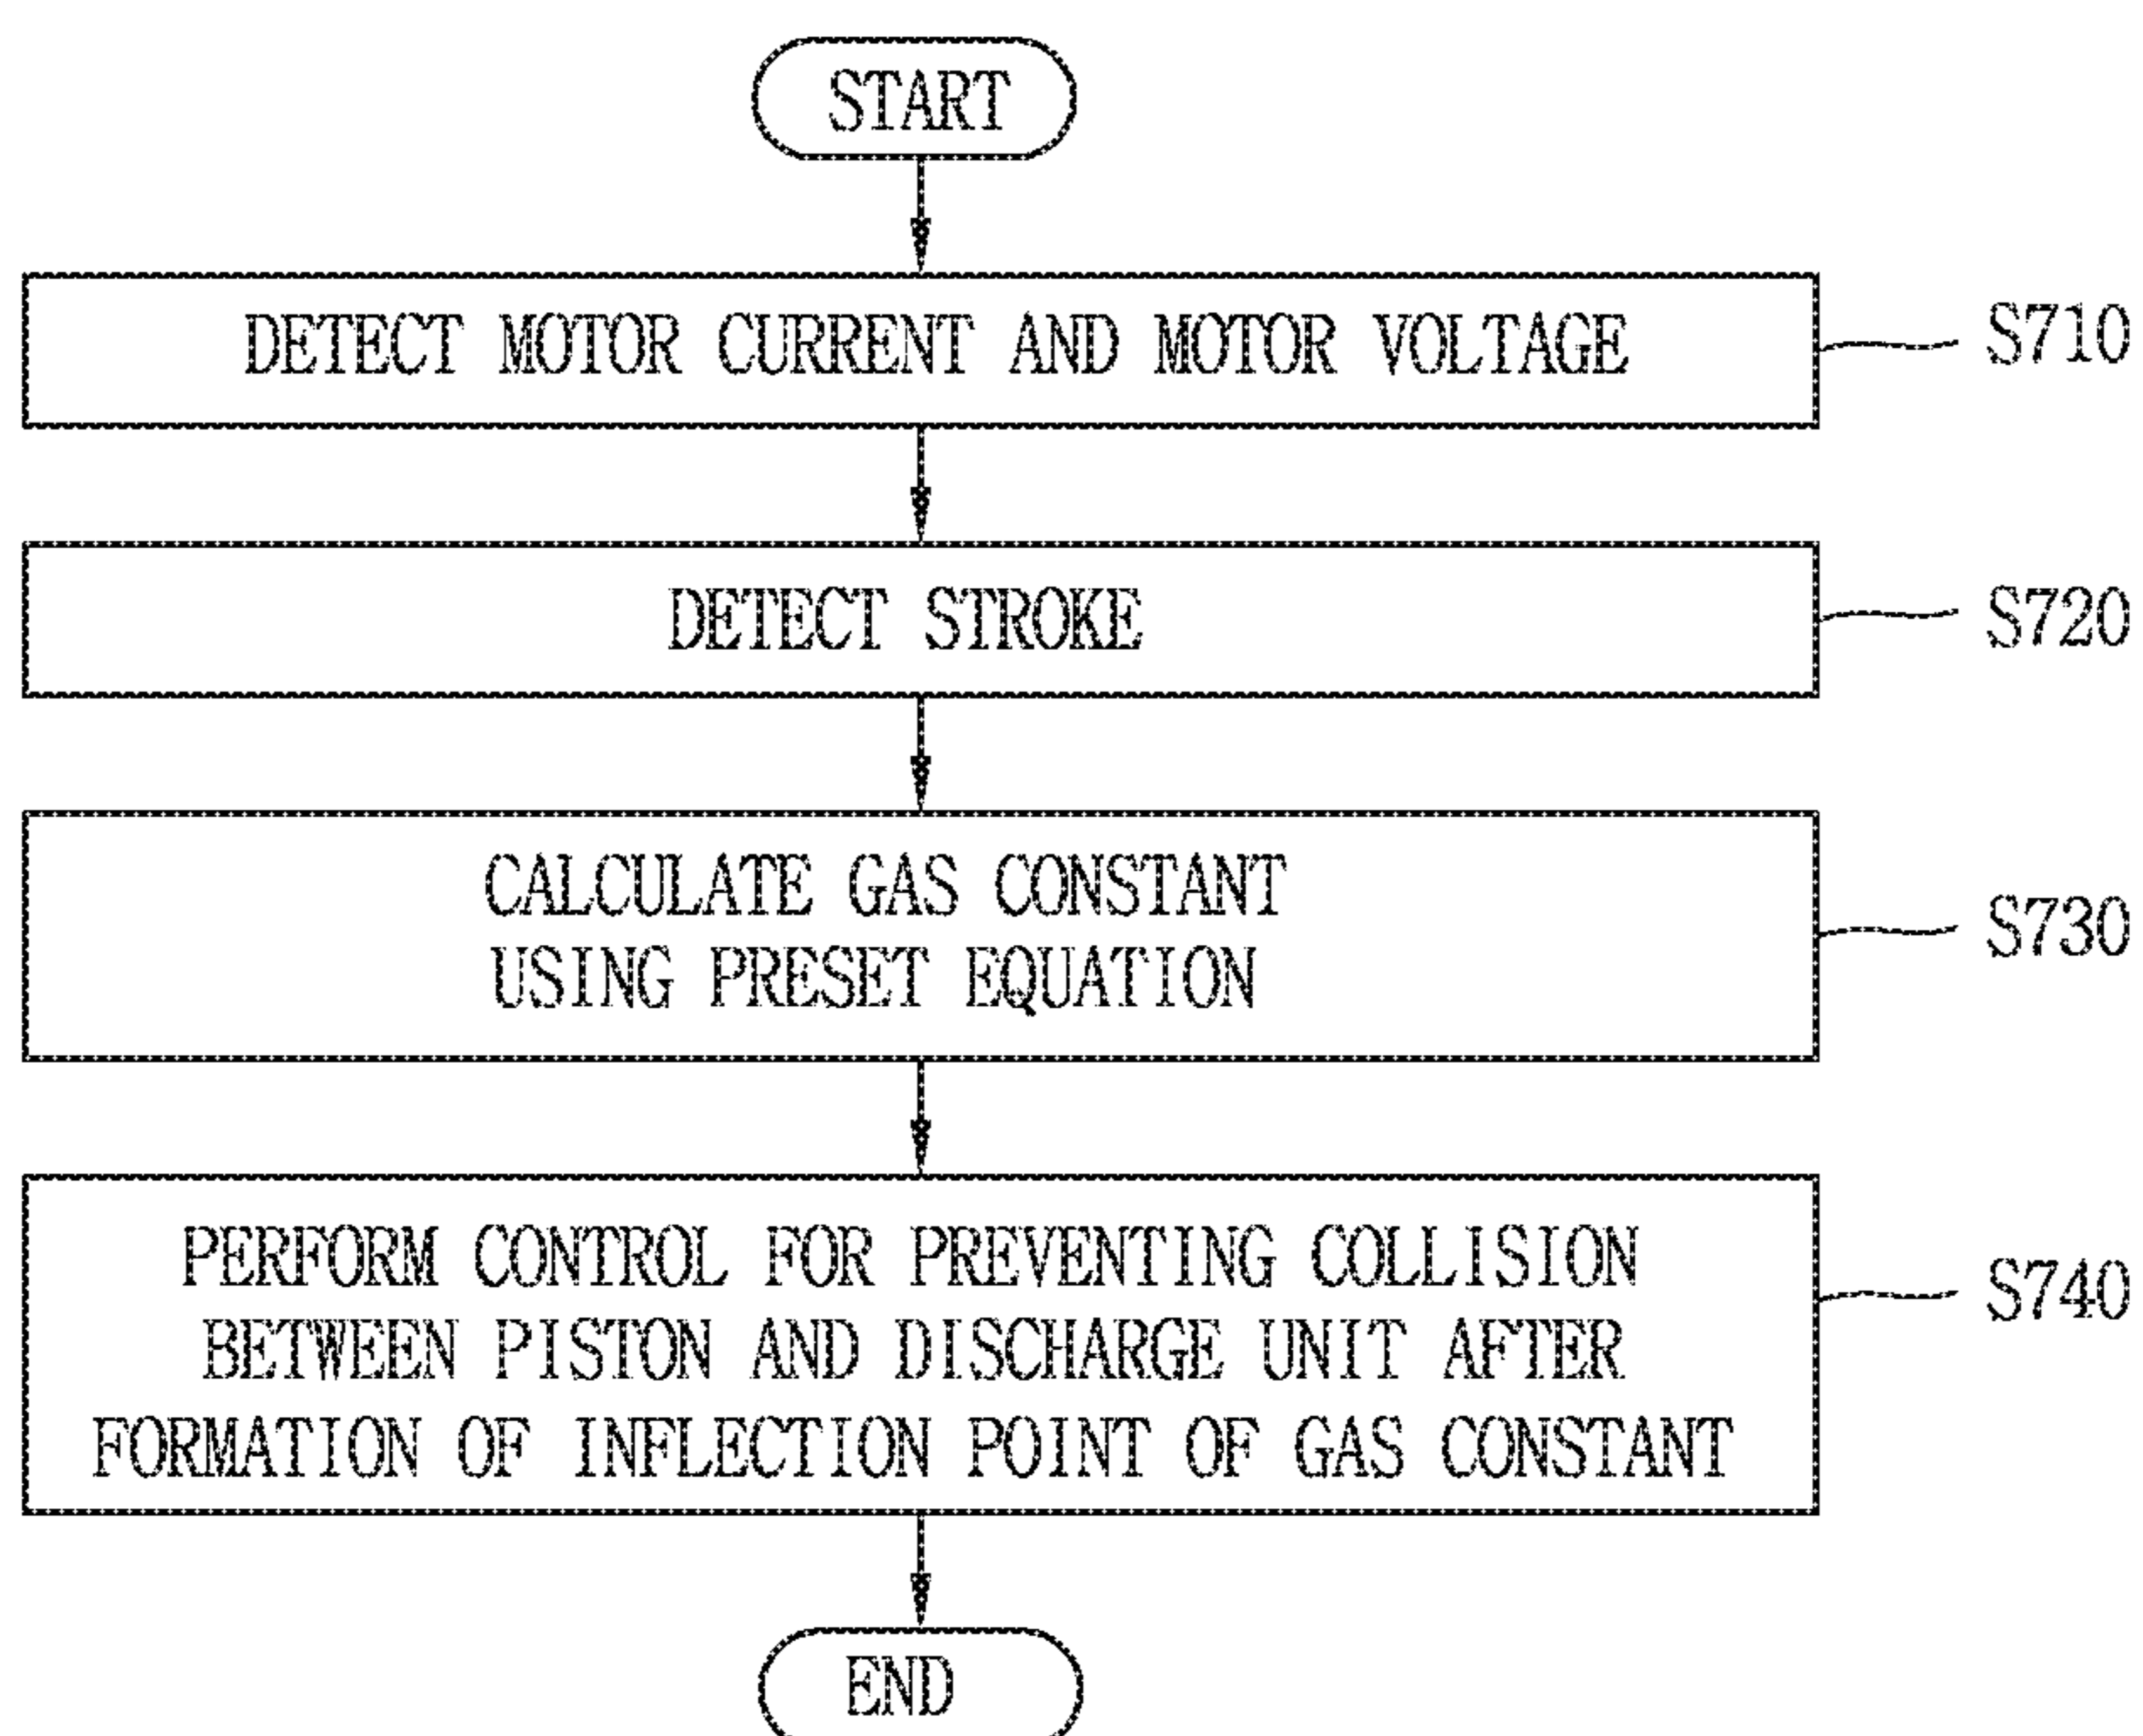 START
DETECT MOTOR CURRENT AND MOTOR VOLTAGE
S710
DETECT STROKE
S720
CALCULATE GAS CONSTANT
USING PRESET EQUATION
S730
PERFORM CONTROL FOR PREVENTING COLLISION
BETWEEN PISTON AND DISCHARGE UNIT AFTER
FORMATION OF INFLECTION POINT OF GAS CONSTANT
S740
END